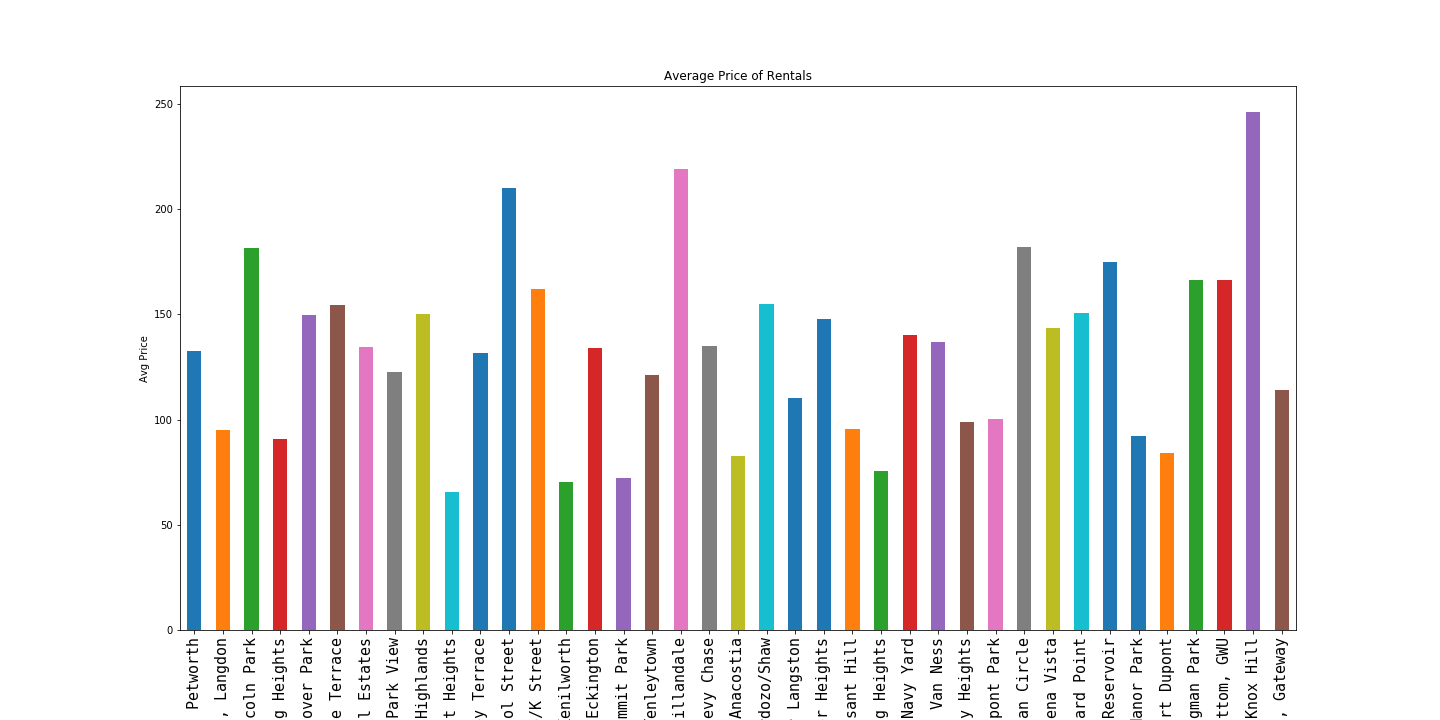 Average Price of Rentals
Avg Price
250
200
150
100
50
0
Petworth
, Langdon
coln Park
g Heights
over Park
e Terrace
l Estates
Park View
Highlands
t Heights
y Terrace
ol Street
/K Street
enilworth
Eckington
mmit Park
enleytown
illandale
evy Chase
Anacostia
dozo/Shaw
Langston
r Heights
sant Hill
g Heights
Navy Yard
Van Ness
y Heights
pont Park
an Circle
ena Vista
ard Point
Reservoir
Manor Park
rt Dupont
gman Park
ttom, GWU
Knox Hill
, Gateway